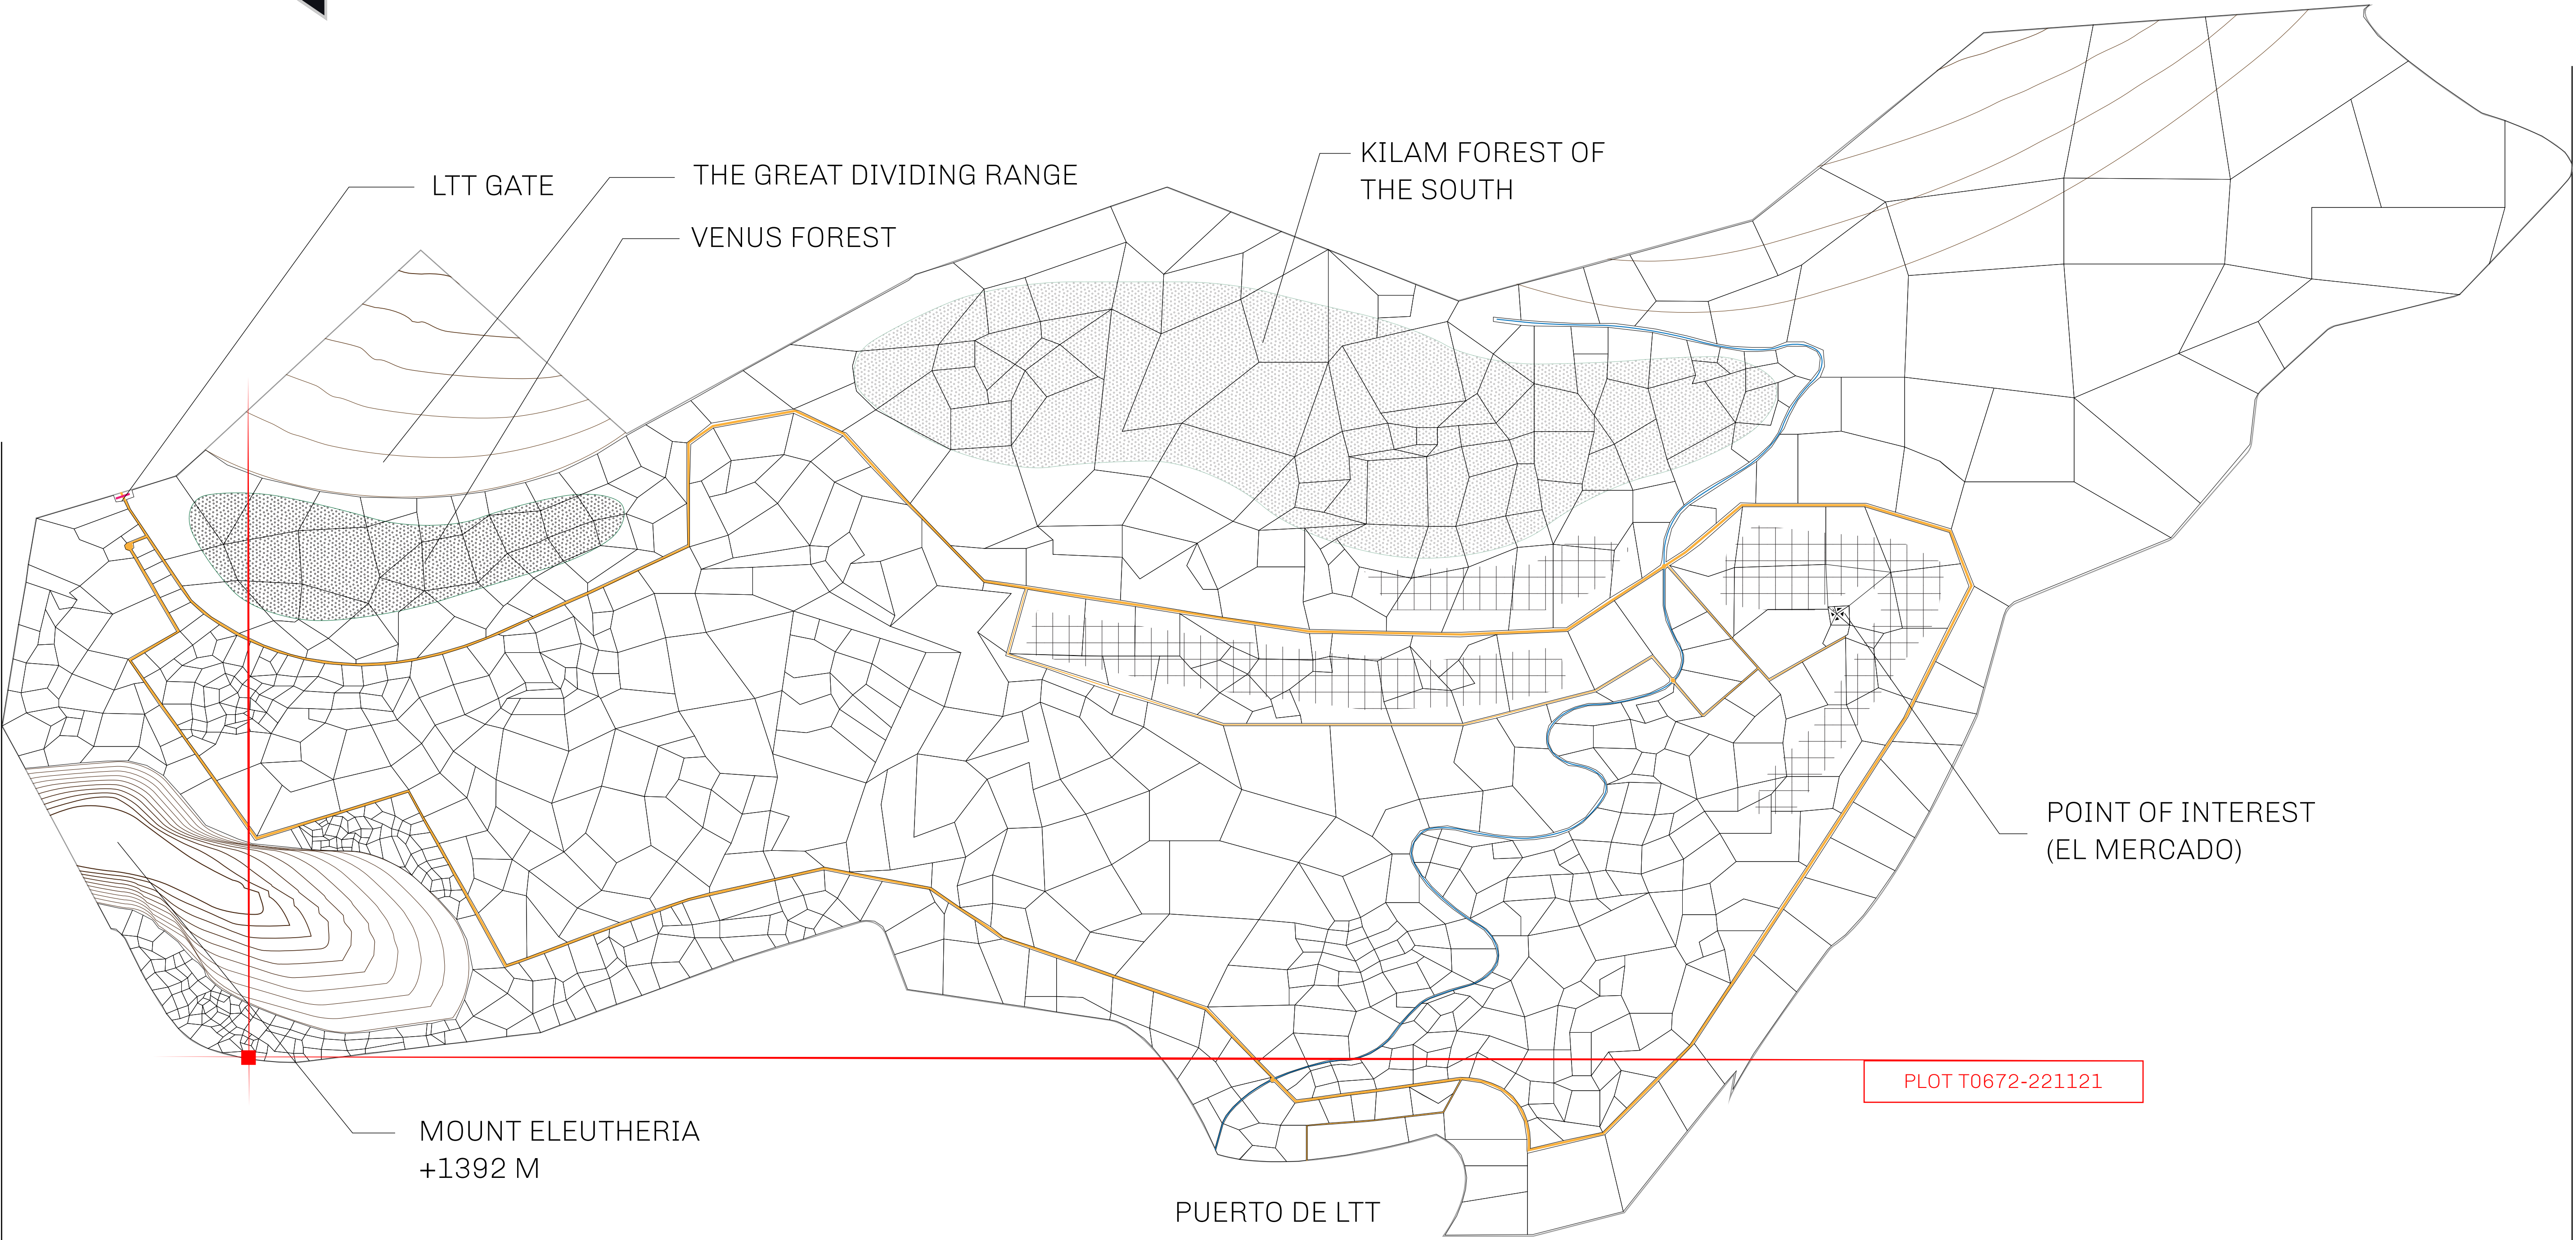 KILAM FOREST OF
THE SOUTH
THE GREAT DIVIDING RANGE
LTT GATE
VENUS FOREST
POINT OF INTEREST
(EL MERCADO)
PLOT T0672-221121
MOUNT ELEUTHERIA
+1392 M
PUERTO DE LTT